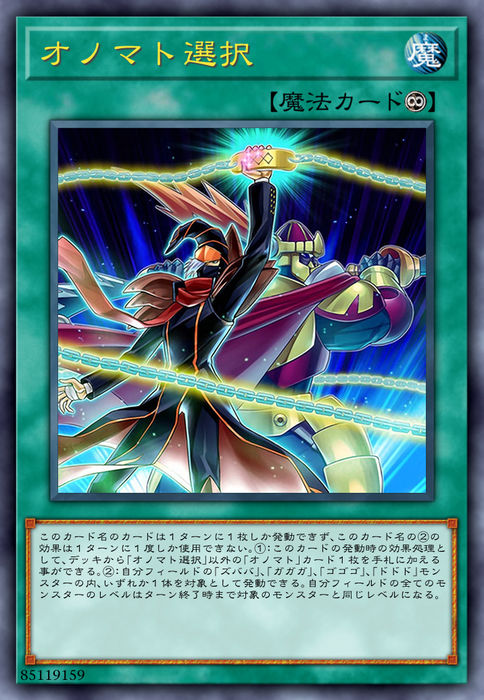 オノマト選択
魔
【魔法カード♾】
このカード名のカードは１ターンに１枚しか発動できず、このカード名の②の
効果は１ターンに１度しか使用できない。①：このカードの発動時の効果処理と
して、デッキから「オノマト選択」以外の「オノマト」カード１枚を手札に加える
事ができる。②：自分フィールドの「ズババ」、「ガガガ」、「ゴゴゴ」、「ドドド」モン
スターの内、いずれか１体を対象として発動できる。自分フィールドの全てのモ
ンスターのレベルはターン終了時まで対象のモンスターと同じレベルになる。
85119159